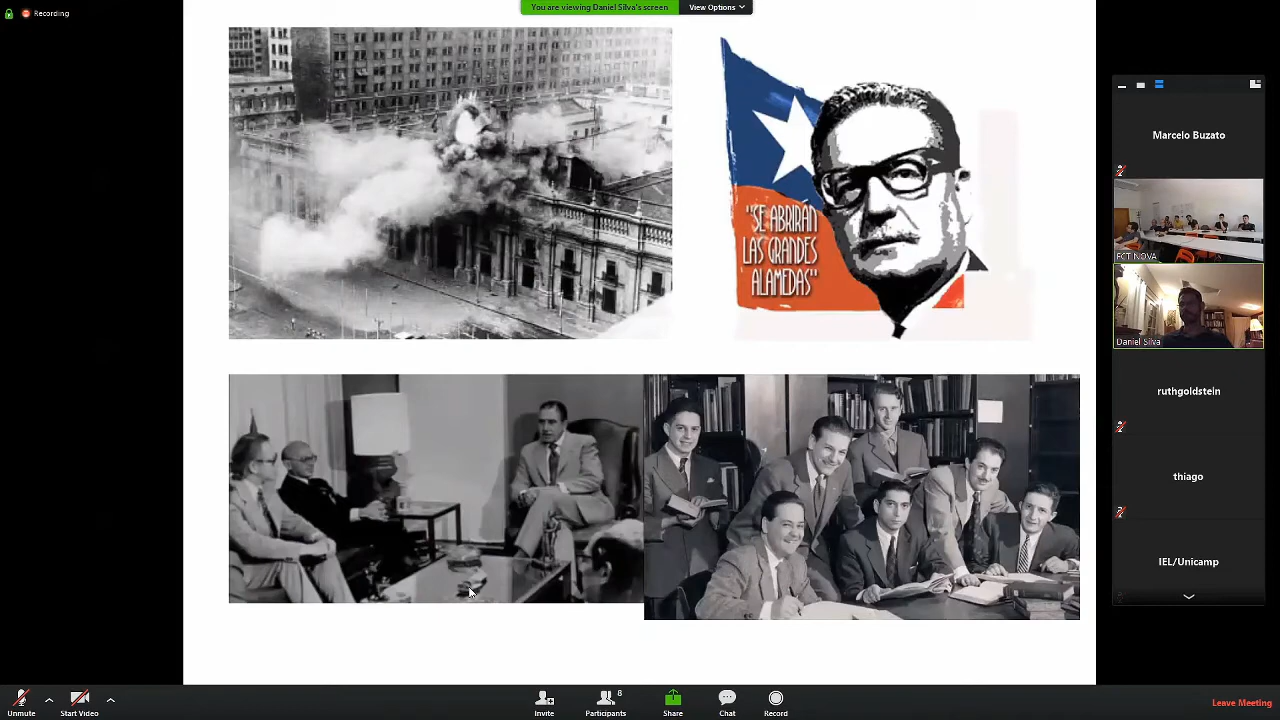 Recording
You are viewing Daniel Silva's screen
View Options
"SE ABRIRÁN
LAS GRANDES
ALAMEDAS"
Marcelo Buzato
FCT NOVA
Daniel Silva
ruthgoldstein
thiago
IEL/Unicamp
Unmute
Start Video
Invite
8
Participants
Share
Chat
Record
Leave Meeting